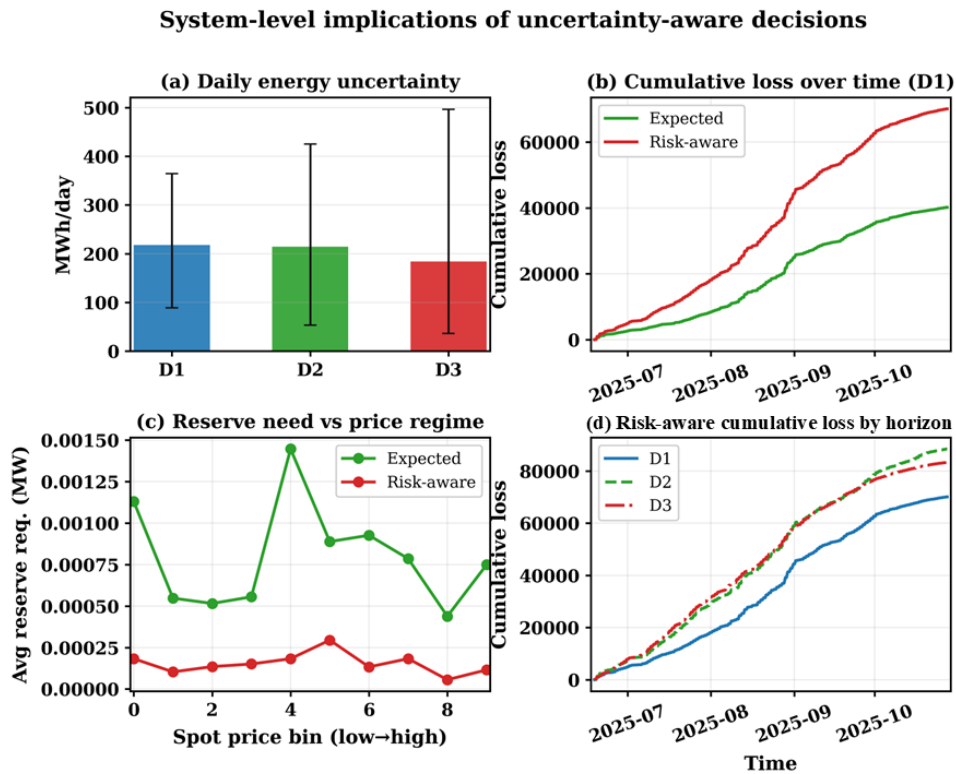 System-level implications of uncertainty-aware decisions
(a) Daily energy uncertainty
500
400
300
200
100
0
MWh/day
D1 D2 D3
(b) Cumulative loss over time (D1)
Expected
Risk-aware
60000
40000
20000
0
Cumulative loss
2025-07 2025-08 2025-09 2025-10
(c) Reserve need vs price regime
Expected
Risk-aware
0.00150
0.00125
0.00100
0.00075
0.00050
0.00025
0.00000
Avg reserve req. (MW)
0 2 4 6 8
Spot price bin (low→high)
(d) Risk-aware cumulative loss by horizon
D1
D2
D3
80000
60000
40000
20000
0
Cumulative loss
2025-07 2025-08 2025-09 2025-10
Time